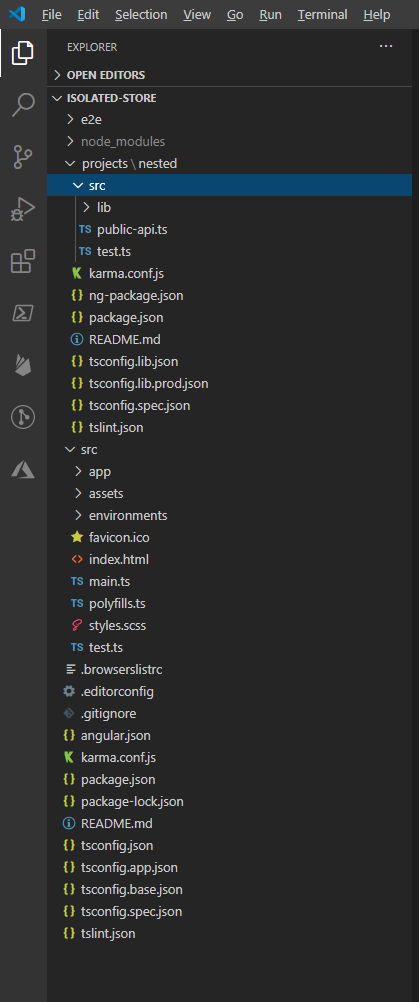 File Edit Selection View Go Run Terminal Help
EXPLORER ...
OPEN EDITORS
ISOLATED-STORE
e2e
node_modules
projects \ nested
src
lib
TS public-api.ts
TS test.ts
karma.conf.js
{} ng-package.json
{} package.json
README.md
{} tsconfig.lib.json
{} tsconfig.lib.prod.json
{} tsconfig.spec.json
{} tslint.json
src
app
assets
environments
favicon.ico
<> index.html
TS main.ts
TS polyfills.ts
styles.scss
TS test.ts
.browserslistrc
.editorconfig
.gitignore
{} angular.json
karma.conf.js
{} package.json
{} package-lock.json
README.md
{} tsconfig.json
{} tsconfig.app.json
{} tsconfig.base.json
{} tsconfig.spec.json
{} tslint.json